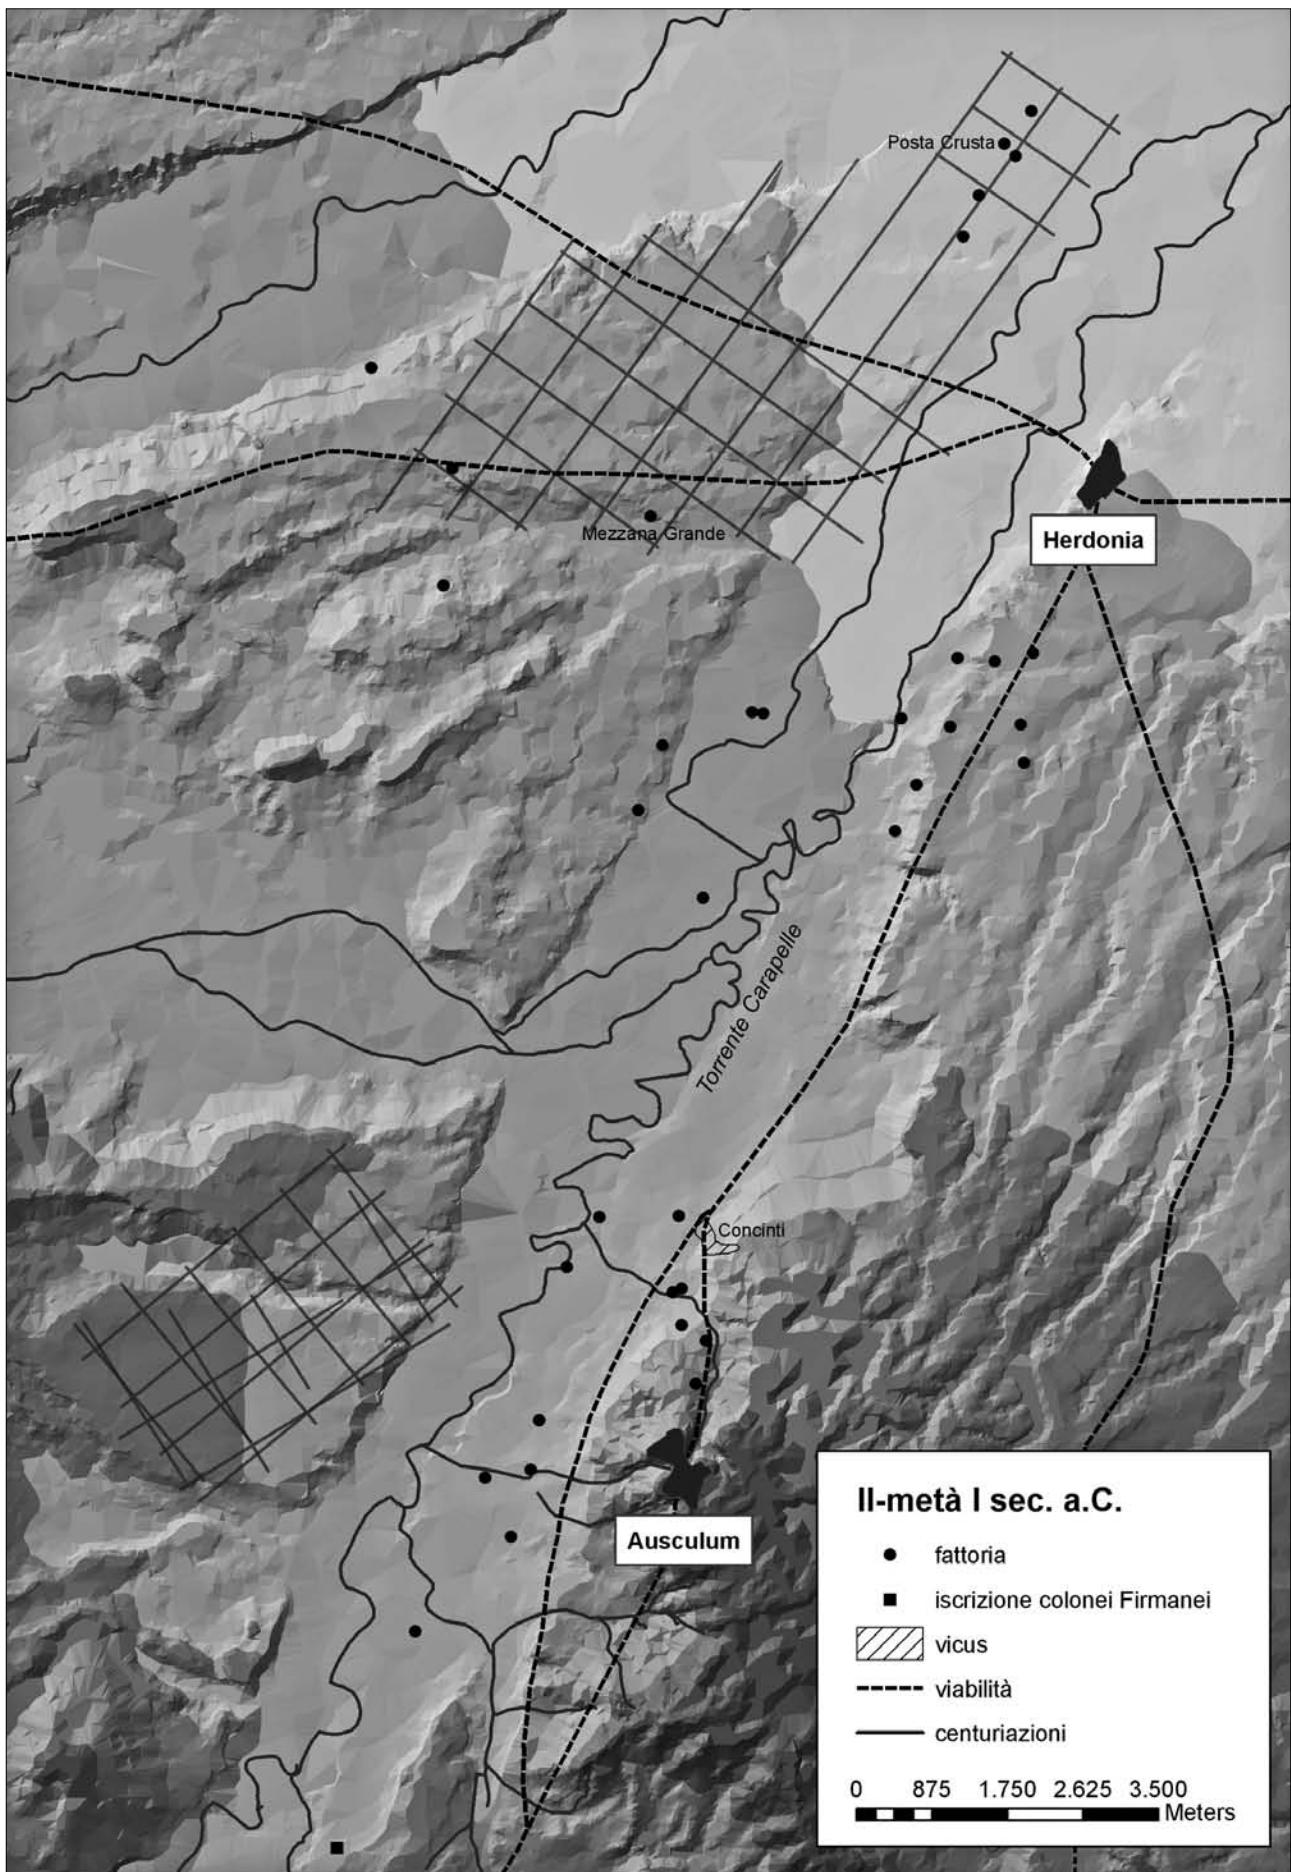 Posta Crusta
Mezzana Grande
Herdonia
Torrente Carapelle
Concinti
Ausculum
II-metà I sec. a.C.
fattoria
iscrizione colonei Firmanei
vicus
viabilità
centuriazioni
0 875 1.750 2.625 3.500
Meters